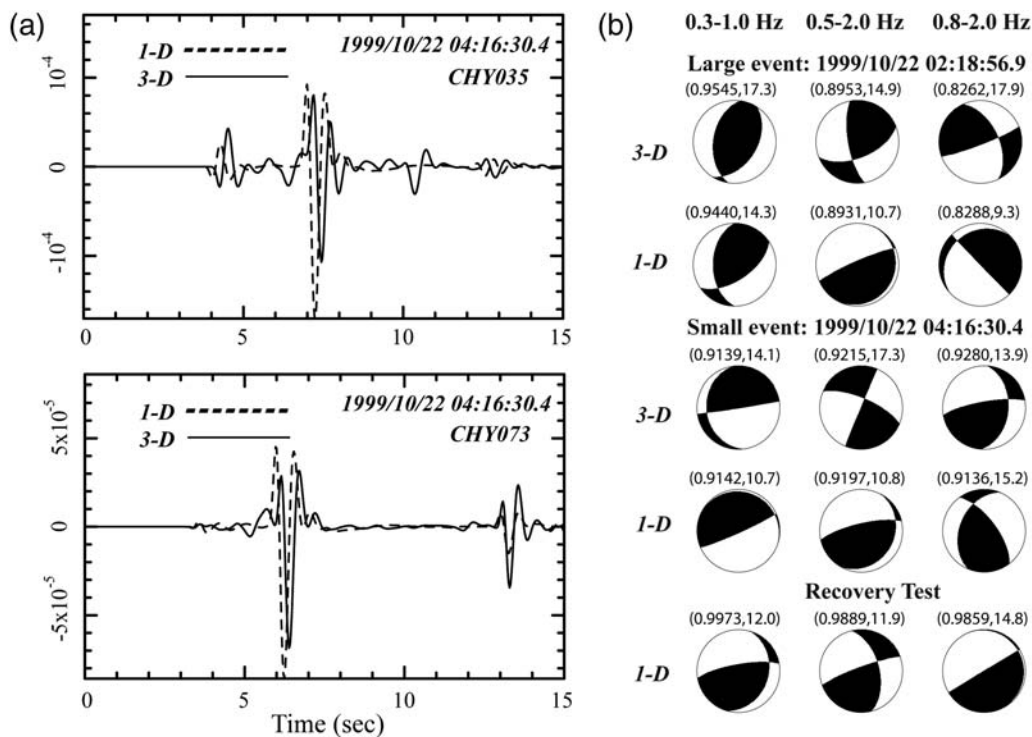 (a)
1-D
3-D
1999/10/22 04:16:30.4
CHY035
10⁻⁴
0
-10⁻⁴
0 5 10 15
1-D
3-D
1999/10/22 04:16:30.4
CHY073
5x10⁻⁵
0
-5x10⁻⁵
0 5 10 15
Time (sec)
(b)
0.3-1.0 Hz 0.5-2.0 Hz 0.8-2.0 Hz
Large event: 1999/10/22 02:18:56.9
(0.9545,17.3) (0.8953,14.9) (0.8262,17.9)
3-D
(0.9440,14.3) (0.8931,10.7) (0.8288,9.3)
1-D
Small event: 1999/10/22 04:16:30.4
(0.9139,14.1) (0.9215,17.3) (0.9280,13.9)
3-D
(0.9142,10.7) (0.9197,10.8) (0.9136,15.2)
1-D
Recovery Test
(0.9973,12.0) (0.9889,11.9) (0.9859,14.8)
1-D